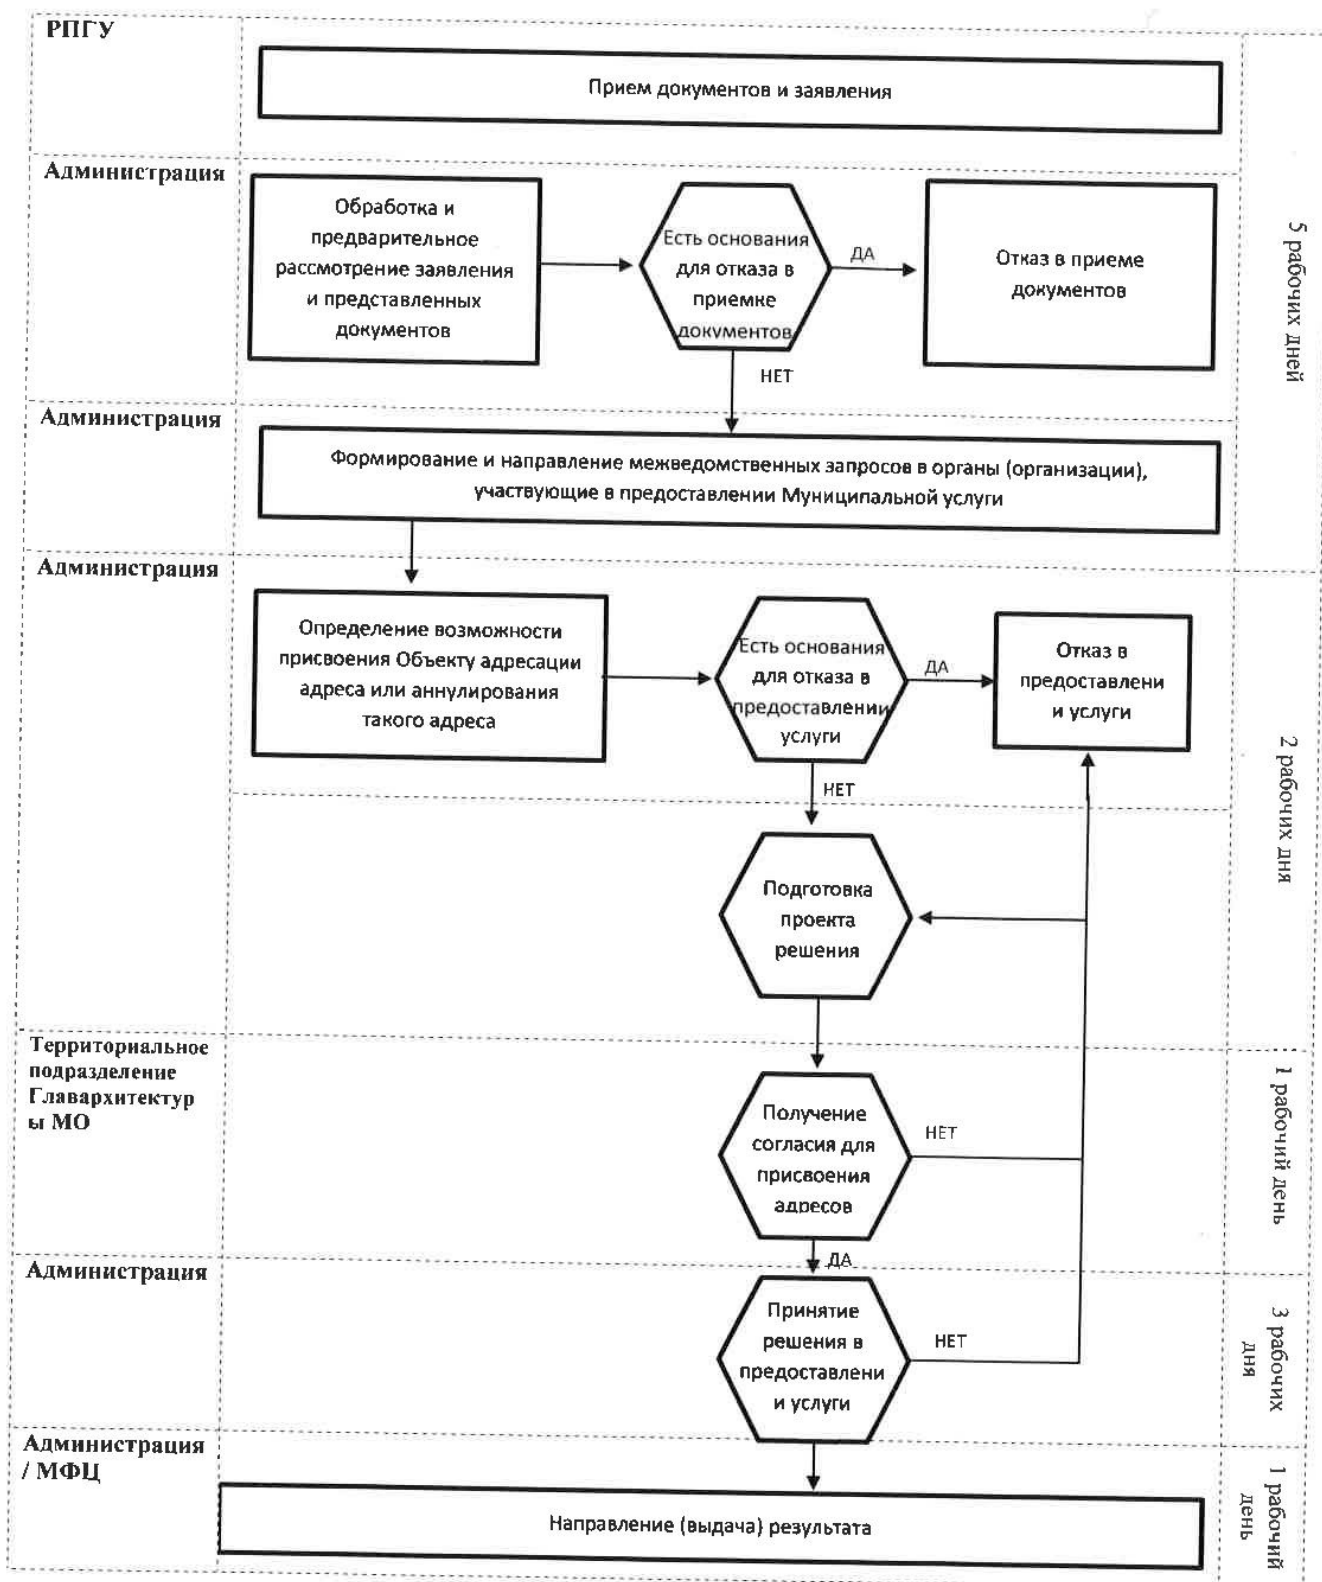 РПГУ
Прием документов и заявления
Администрация
Обработка и
предварительное
рассмотрение заявления
и представленных
документов
Есть основания
для отказа в
приемке
документов
ДА
Отказ в приеме
документов
НЕТ
5 рабочих дней
Администрация
Формирование и направление межведомственных запросов в органы (организации),
участвующие в предоставлении Муниципальной услуги
Администрация
Определение возможности
присвоения Объекту адресации
адреса или аннулирования
такого адреса
Есть основания
для отказа в
предоставлении
услуги
ДА
Отказ в
предоставлени
и услуги
НЕТ
2 рабочих дня
Подготовка
проекта
решения
Территориальное
подразделение
Главархитектур
ы МО
Получение
согласия для
присвоения
адресов
НЕТ
1 рабочий день
ДА
Администрация
Принятие
решения в
предоставлени
и услуги
НЕТ
3 рабочих
дня
Администрация
/ МФЦ
Направление (выдача) результата
1 рабочий
день